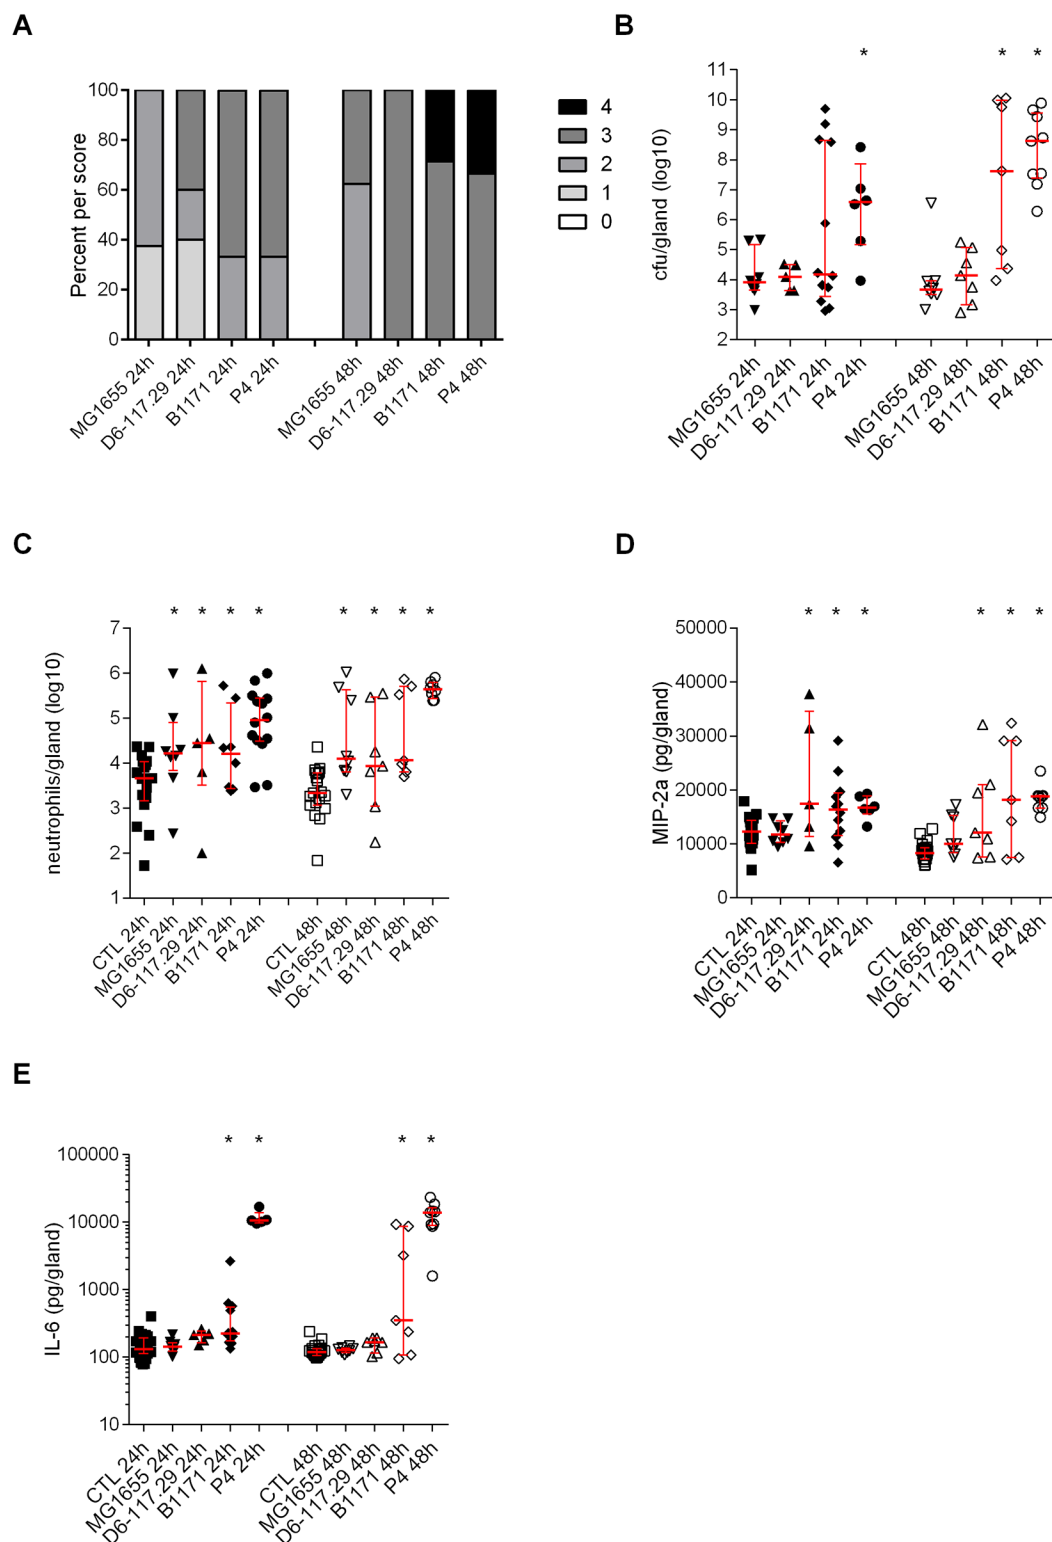 A
Percent per score
100
80
60
40
20
0
MG1655 24h
D6-117.29 24h
B1171 24h
P4 24h
MG1655 48h
D6-117.29 48h
B1171 48h
P4 48h
4
3
2
1
0
B
* * *
cfu/gland (log10)
11
10
9
8
7
6
5
4
3
2
MG1655 24h
D6-117.29 24h
B1171 24h
P4 24h
MG1655 48h
D6-117.29 48h
B1171 48h
P4 48h
C
* * * * * * * *
neutrophils/gland (log10)
7
6
5
4
3
2
1
CTL 24h
MG1655 24h
D6-117.29 24h
B1171 24h
P4 24h
CTL 48h
MG1655 48h
D6-117.29 48h
B1171 48h
P4 48h
D
* * * * * *
MIP-2a (pg/gland)
50000
40000
30000
20000
10000
0
CTL 24h
MG1655 24h
D6-117.29 24h
B1171 24h
P4 24h
CTL 48h
MG1655 48h
D6-117.29 48h
B1171 48h
P4 48h
E
* * * *
IL-6 (pg/gland)
100000
10000
1000
100
10
CTL 24h
MG1655 24h
D6-117.29 24h
B1171 24h
P4 24h
CTL 48h
MG1655 48h
D6-117.29 48h
B1171 48h
P4 48h